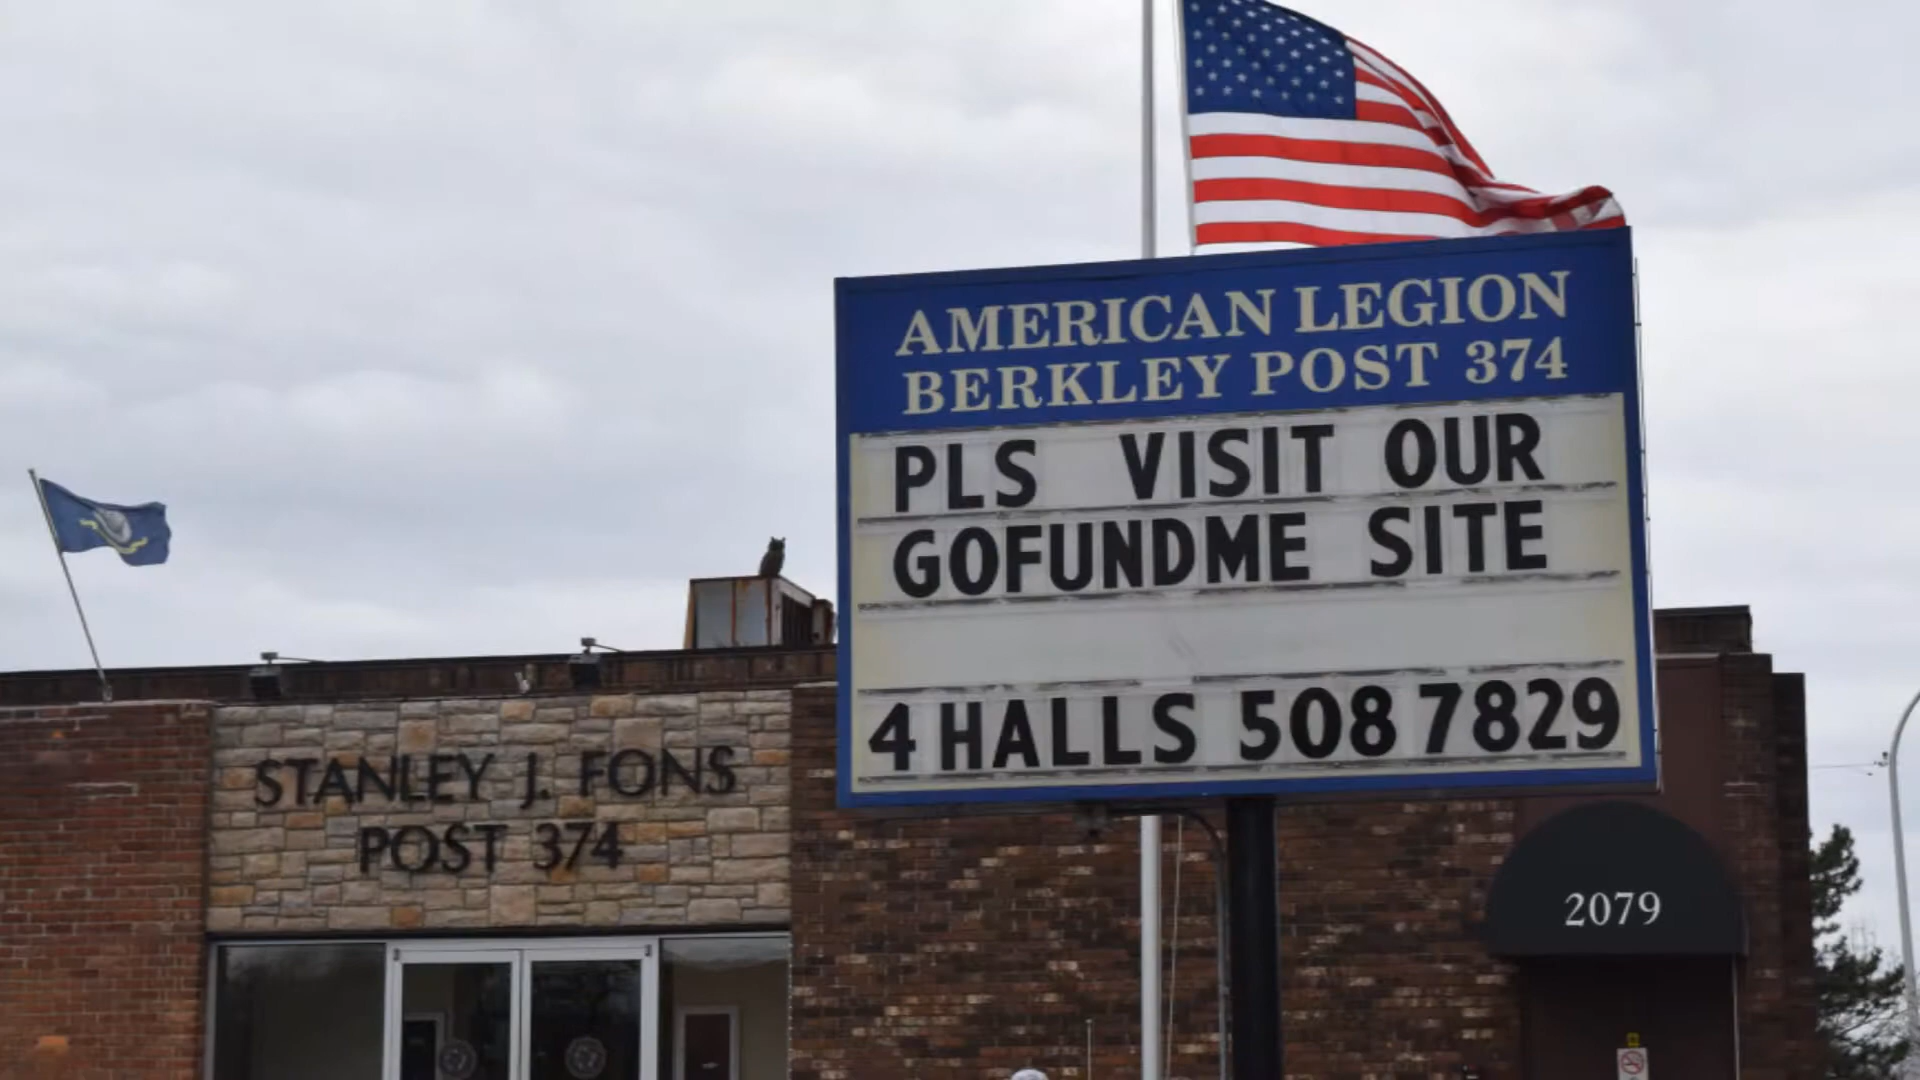 AMERICAN LEGION
BERKLEY POST 374
PLS VISIT OUR
GOFUNDME SITE
4 HALLS 508 7829
STANLEY J. FONS
POST 374
2079